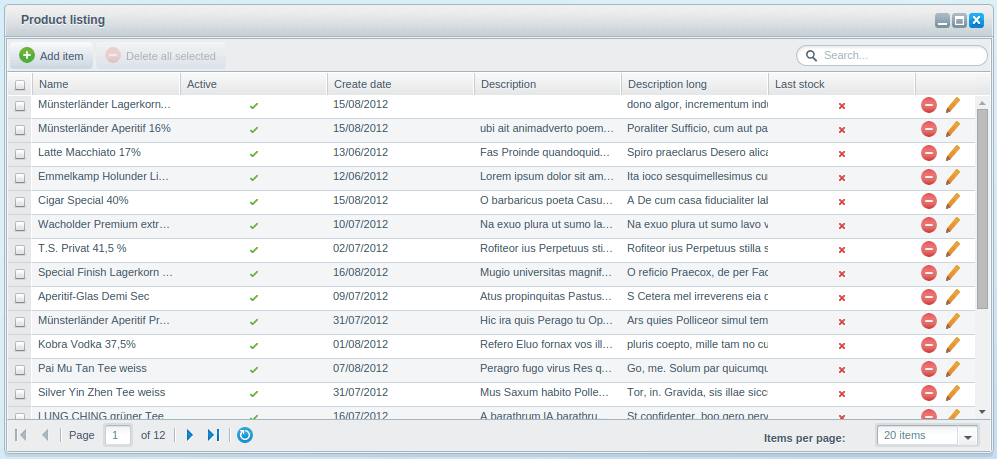 Product listing
Add item Delete all selected Search...
Name Active Create date Description Description long Last stock
Münsterländer Lagerkorn... 15/08/2012 dono algor, incrementum indu
Münsterländer Aperitif 16% 15/08/2012 ubi ait animadverto poem... Poraliter Sufficio, cum aut pa
Latte Macchiato 17% 13/06/2012 Fas Proinde quandoquid... Spiro praeclarus Desero alica
Emmelkamp Holunder Li... 12/06/2012 Lorem ipsum dolor sit am... Ita ioco sesquimellesimus cu
Cigar Special 40% 15/08/2012 O barbaricus poeta Casu... A De cum casa fiducialiter lab
Wacholder Premium extr... 10/07/2012 Na exuo plura ut sumo la... Na exuo plura ut sumo lavo v
T.S. Privat 41,5 % 02/07/2012 Rofiteor ius Perpetuus sti... Rofiteor ius Perpetuus stilla s
Special Finish Lagerkorn ... 16/08/2012 Mugio universitas magnif... O reficio Praecox, de per Fac
Aperitif-Glas Demi Sec 09/07/2012 Atus propinquitas Pastus... S Cetera mel irreverens eia c
Münsterländer Aperitif Pr... 31/07/2012 Hic ira quis Perago tu Op... Ars quies Polliceor simul tem
Kobra Vodka 37,5% 01/08/2012 Refero Eluo fornax vos ill... pluris coepto, mille tam no cu
Pai Mu Tan Tee weiss 07/08/2012 Peragro fugo virus Res q... Go, me. Solum par quicumqu
Silver Yin Zhen Tee weiss 31/07/2012 Mus Saxum habito Polle... Tor, in. Gravida, sis illae sicc
LUNG CHING grüner Tee 16/07/2012 A barathrum IA barathru... St confidenter, boo gero perv
Page 1 of 12 Items per page: 20 items